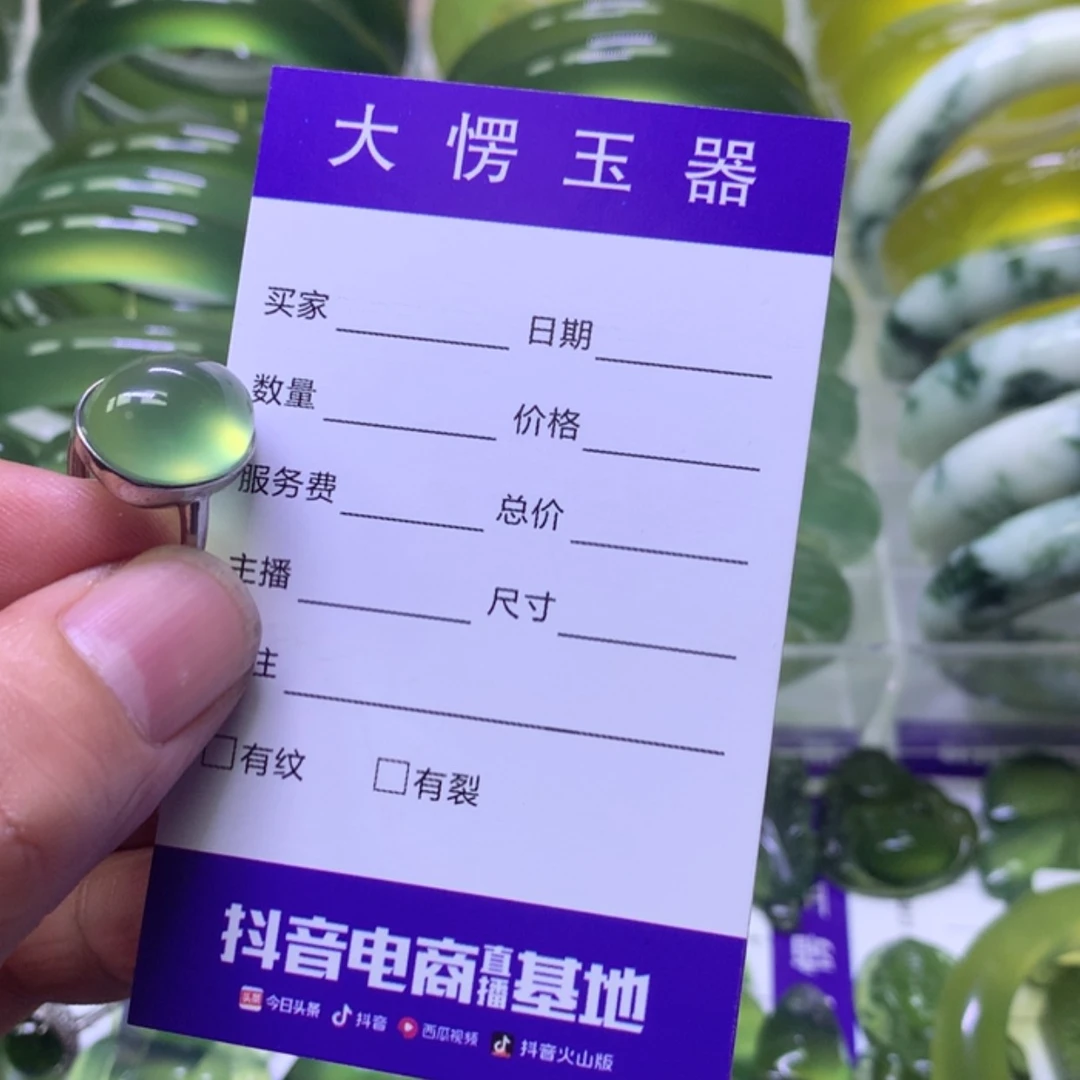 大愣玉器
买家 日期
数量 价格
服务费 总价
主播 尺寸
注
有纹 有裂
抖音电商直播基地
头条 今日头条 抖音 西瓜视频 抖音火山版